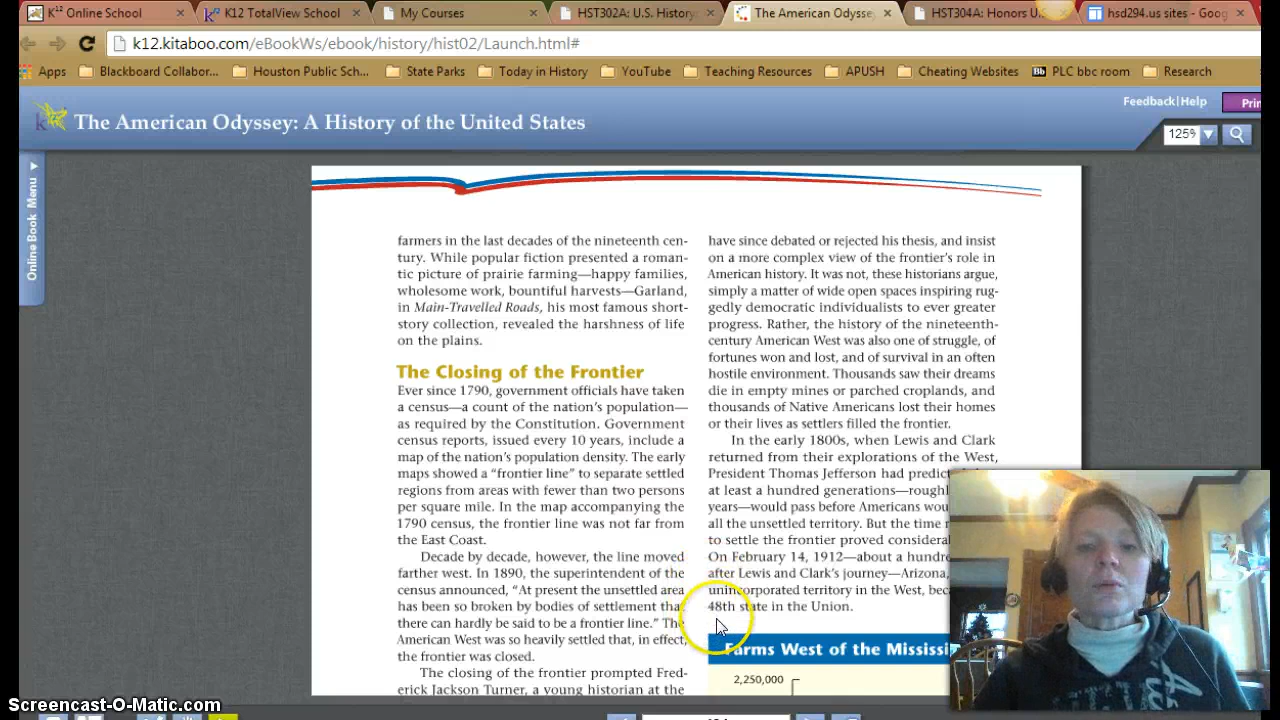 K¹² Online School
K12 TotalView School
My Courses
HST302A: U.S. History
The American Odysse
HST304A: Honors U.
hsd294.us sites - Goog
k12.kitaboo.com/eBookWs/ebook/history/hist02/Launch.html#
Apps
Blackboard Collabor...
Houston Public Sch...
State Parks
Today in History
YouTube
Teaching Resources
APUSH
Cheating Websites
Bb PLC bbc room
Research
Feedback|Help
Prin
The American Odyssey: A History of the United States
125%
Online Book Menu
farmers in the last decades of the nineteenth cen-
tury. While popular fiction presented a roman-
tic picture of prairie farming—happy families,
wholesome work, bountiful harvests—Garland,
in Main-Travelled Roads, his most famous short-
story collection, revealed the harshness of life
on the plains.
The Closing of the Frontier
Ever since 1790, government officials have taken
a census—a count of the nation's population—
as required by the Constitution. Government
census reports, issued every 10 years, include a
map of the nation's population density. The early
maps showed a "frontier line" to separate settled
regions from areas with fewer than two persons
per square mile. In the map accompanying the
1790 census, the frontier line was not far from
the East Coast.
Decade by decade, however, the line moved
farther west. In 1890, the superintendent of the
census announced, "At present the unsettled area
has been so broken by bodies of settlement that
there can hardly be said to be a frontier line." The
American West was so heavily settled that, in effect,
the frontier was closed.
The closing of the frontier prompted Fred-
erick Jackson Turner, a young historian at the
have since debated or rejected his thesis, and insist
on a more complex view of the frontier's role in
American history. It was not, these historians argue,
simply a matter of wide open spaces inspiring rug-
gedly democratic individualists to ever greater
progress. Rather, the history of the nineteenth-
century American West was also one of struggle, of
fortunes won and lost, and of survival in an often
hostile environment. Thousands saw their dreams
die in empty mines or parched croplands, and
thousands of Native Americans lost their homes
or their lives as settlers filled the frontier.
In the early 1800s, when Lewis and Clark
returned from their explorations of the West,
President Thomas Jefferson had predict
at least a hundred generations—roughl
years—would pass before Americans wou
all the unsettled territory. But the time
to settle the frontier proved considera
On February 14, 1912—about a hundre
after Lewis and Clark's journey—Arizona,
unincorporated territory in the West, bec
48th state in the Union.
Farms West of the Mississi
2,250,000
Screencast-O-Matic.com